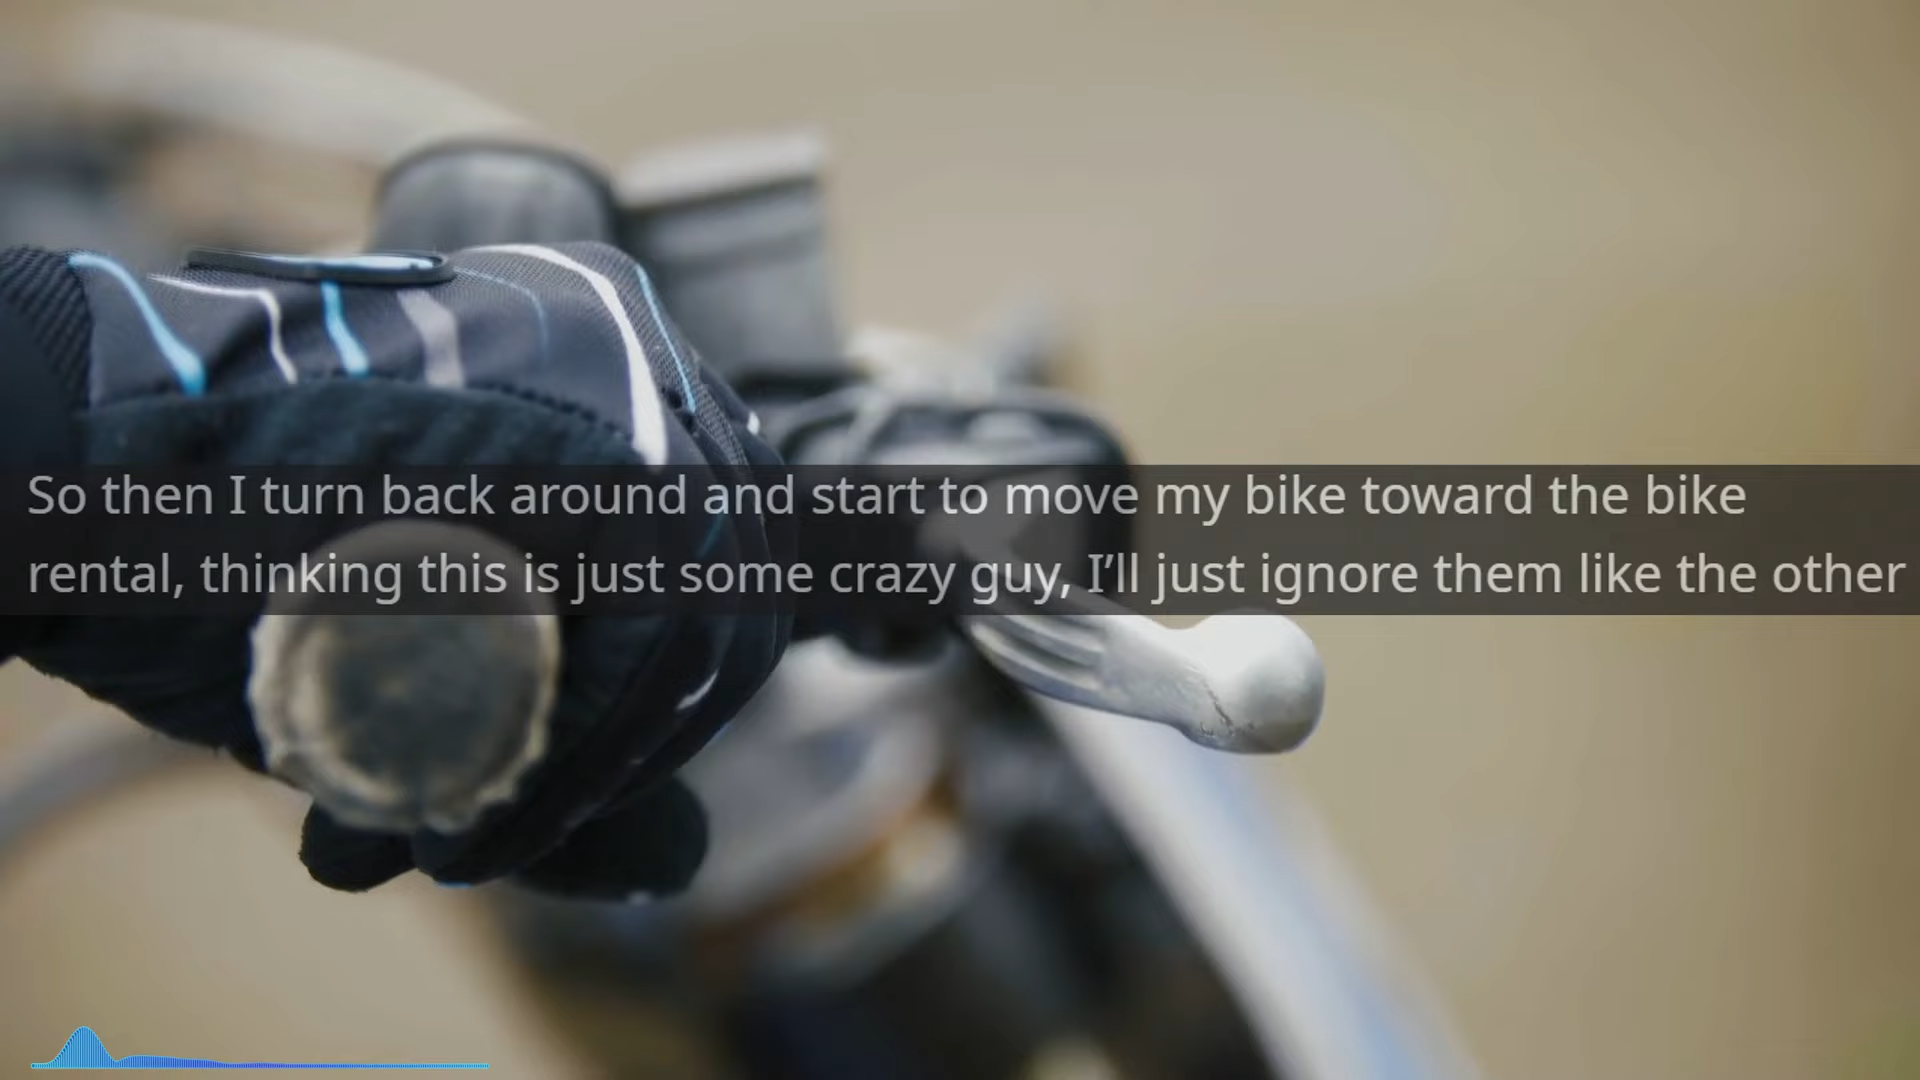 So then I turn back around and start to move my bike toward the bike
rental, thinking this is just some crazy guy, I’ll just ignore them like the other